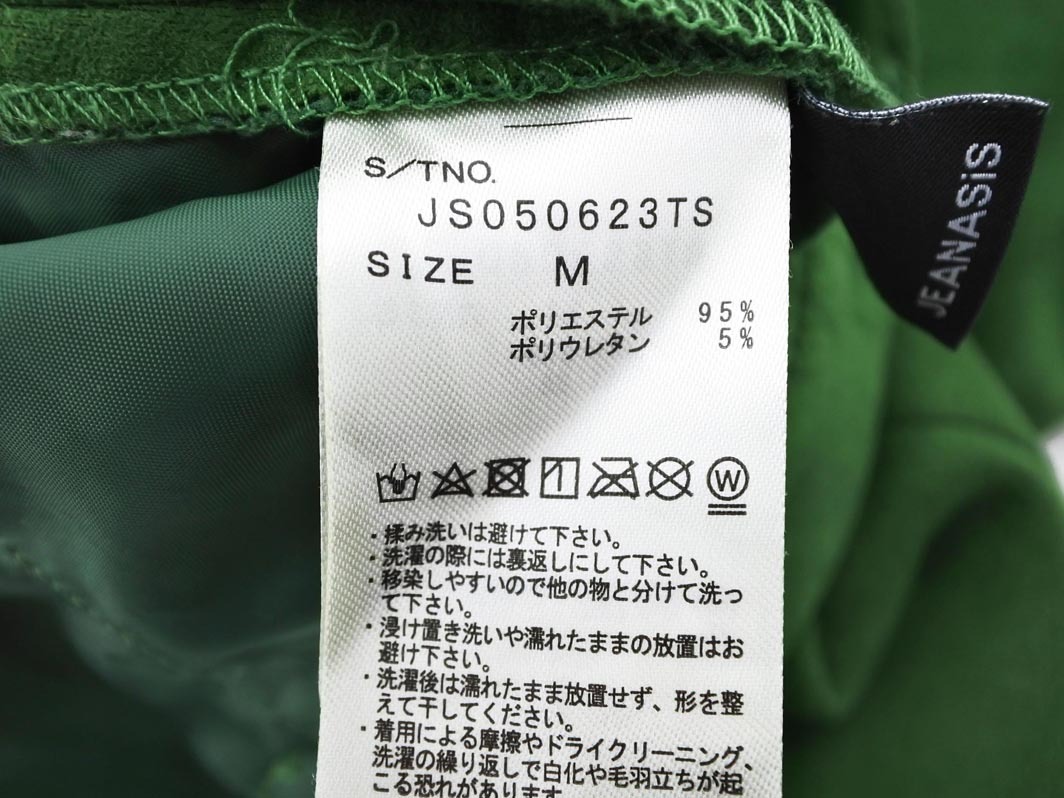 S/TNO.
JS050623TS
SIZE M
ポリエステル 95%
ポリウレタン 5%
W
・揉み洗いは避けて下さい。
・洗濯の際には裏返しにして下さい。
・移染しやすいので他の物と分けて洗っ
て下さい。
・浸け置き洗いや濡れたままの放置はお
避け下さい。
・洗濯後は濡れたまま放置せず、形を整
えて干してください。
・着用による摩擦やドライクリーニング、
洗濯の繰り返しで白化や毛羽立ちが起
こる恐れがあります
JEANASiS